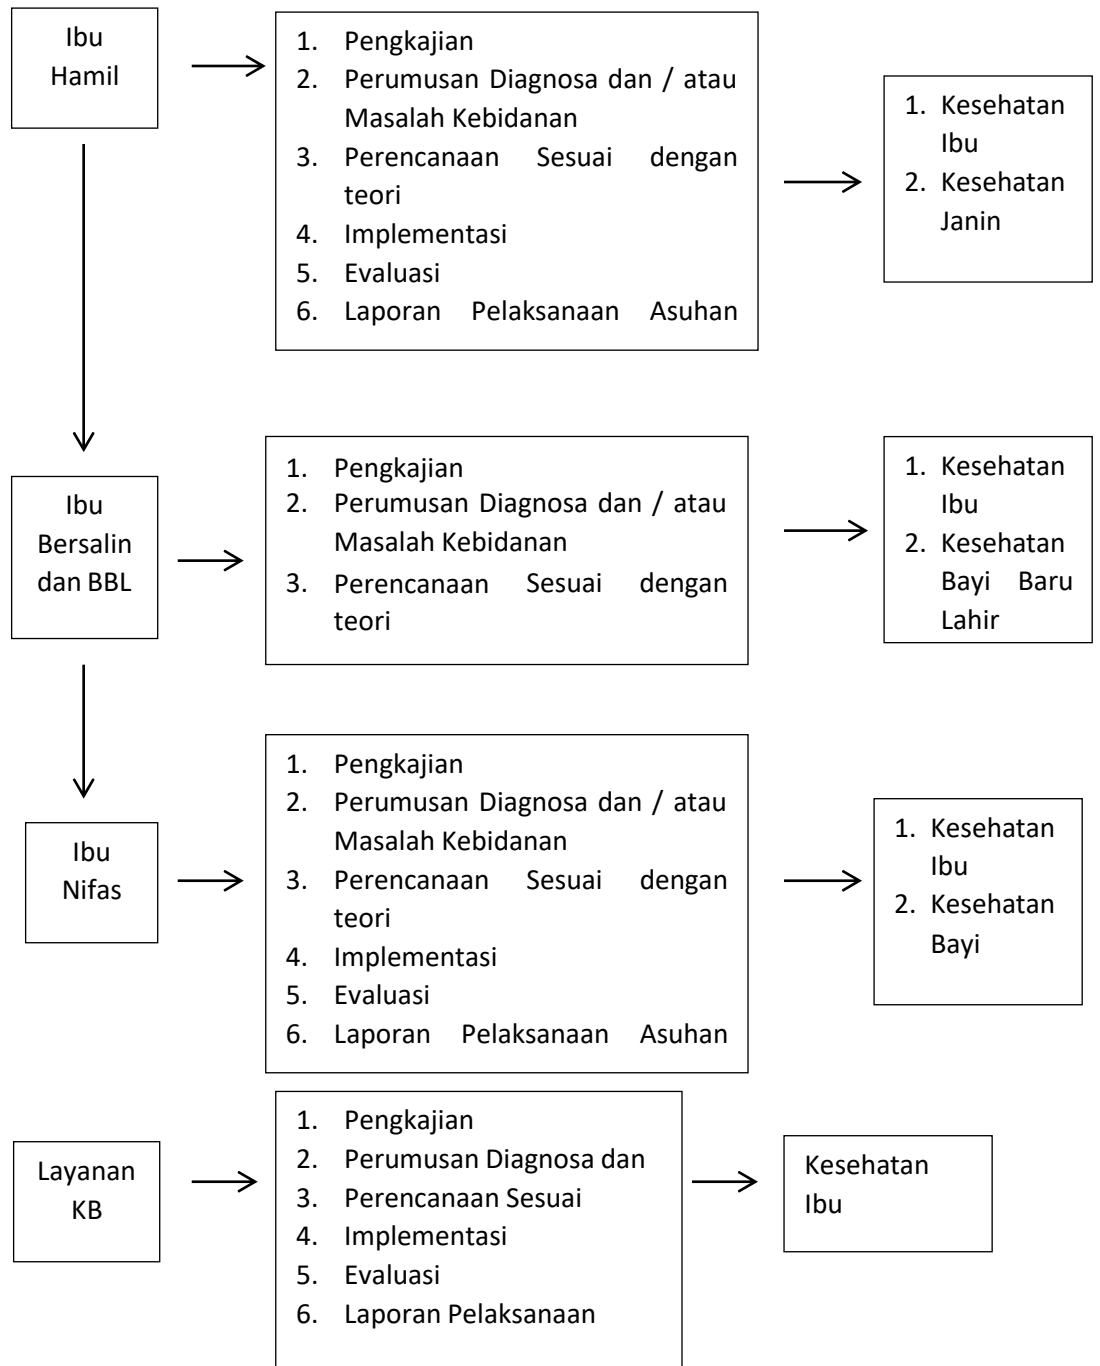 Ibu
Hamil
1. Pengkajian
2. Perumusan Diagnosa dan / atau
Masalah Kebidanan
3. Perencanaan Sesuai dengan
teori
4. Implementasi
5. Evaluasi
6. Laporan Pelaksanaan Asuhan
1. Kesehatan
Ibu
2. Kesehatan
Janin
Ibu
Bersalin
dan BBL
1. Pengkajian
2. Perumusan Diagnosa dan / atau
Masalah Kebidanan
3. Perencanaan Sesuai dengan
teori
1. Kesehatan
Ibu
2. Kesehatan
Bayi Baru
Lahir
Ibu
Nifas
1. Pengkajian
2. Perumusan Diagnosa dan / atau
Masalah Kebidanan
3. Perencanaan Sesuai dengan
teori
4. Implementasi
5. Evaluasi
6. Laporan Pelaksanaan Asuhan
1. Kesehatan
Ibu
2. Kesehatan
Bayi
Layanan
KB
1. Pengkajian
2. Perumusan Diagnosa dan
3. Perencanaan Sesuai
4. Implementasi
5. Evaluasi
6. Laporan Pelaksanaan
Kesehatan
Ibu